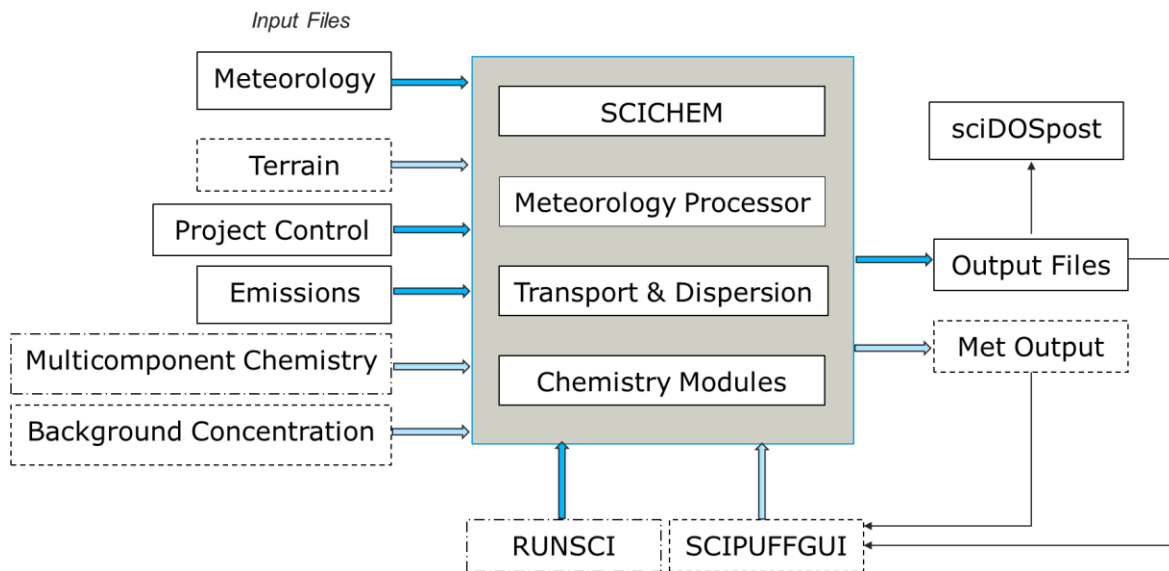 Input Files
Meteorology
Terrain
Project Control
Emissions
Multicomponent Chemistry
Background Concentration
SCICHEM
Meteorology Processor
Transport & Dispersion
Chemistry Modules
sciDOSpost
Output Files
Met Output
RUNSCI
SCIPUFFGUI